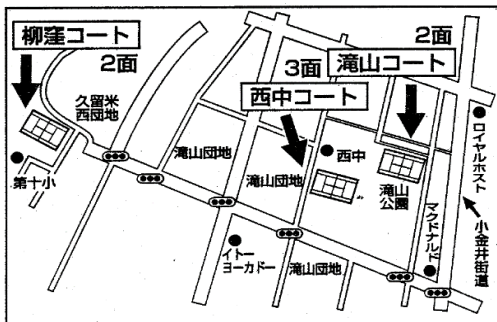 柳窪コート
2面
久留米
西団地
第十小
滝山団地
3面
西中コート
滝山団地
西中
イトー
ヨーカドー
滝山団地
2面
滝山コート
滝山
公園
マクドナルド
ロイヤルホスト
小金井街道